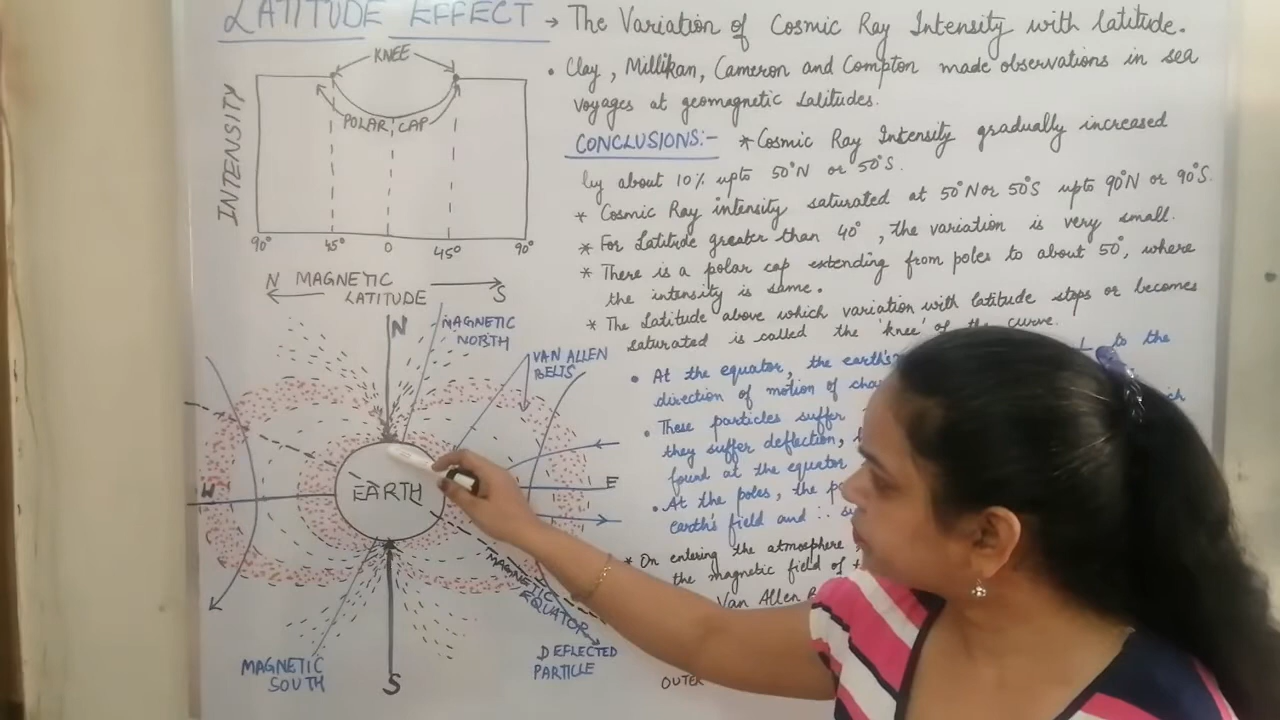 LATITUDE EFFECT → The Variation of Cosmic Ray Intensity with latitude.
• Clay, Millikan, Cameron and Compton made observations in sea
voyages at geomagnetic Latitudes.
CONCLUSIONS:- * Cosmic Ray Intensity gradually increased
by about 10% upto 50°N or 50°S.
* Cosmic Ray intensity saturated at 50°N or 50°S upto 90°N or 90°S.
* For Latitude greater than 40°, the variation is very small.
* There is a polar cap extending from poles to about 50°, where
the intensity is same.
* The Latitude above which variation with latitude stops or becomes
saturated is called the 'knee' of the curve.
• At the equator, the earth's ⊥ to the
direction of motion of
• These particles suffer
they suffer deflection,
found at the equator
• At the poles, the
earth's field and ∴
* On entering the atmosphere
the magnetic field of
Van Allen
OUTER
KNEE
POLAR CAP
INTENSITY
90° 45° 0 45° 90°
N MAGNETIC S
LATITUDE
N
MAGNETIC
NORTH
VAN ALLEN
BELTS
W
EARTH
E
MAGNETIC
EQUATOR
DEFLECTED
PARTICLE
MAGNETIC
SOUTH
S